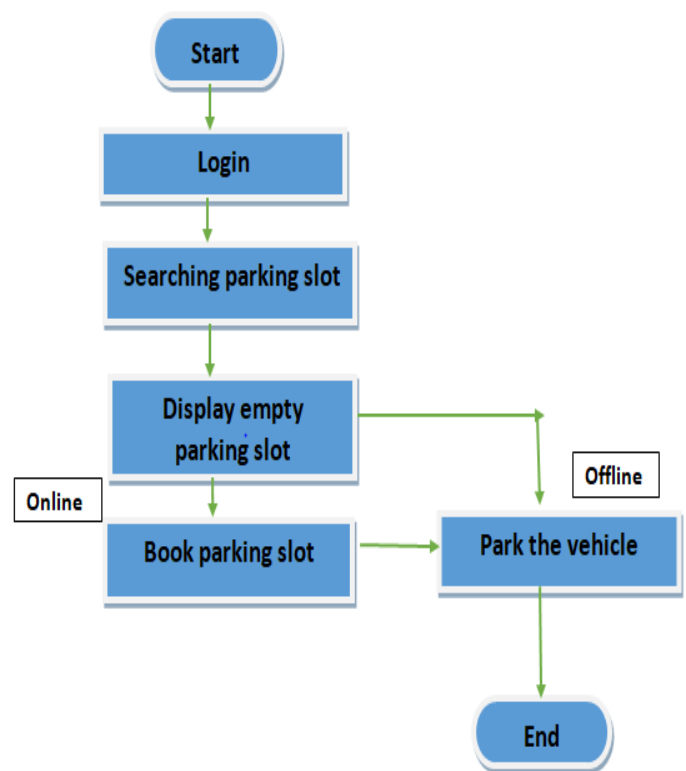 Start
Login
Searching parking slot
Display empty
parking slot
Online
Offline
Book parking slot
Park the vehicle
End